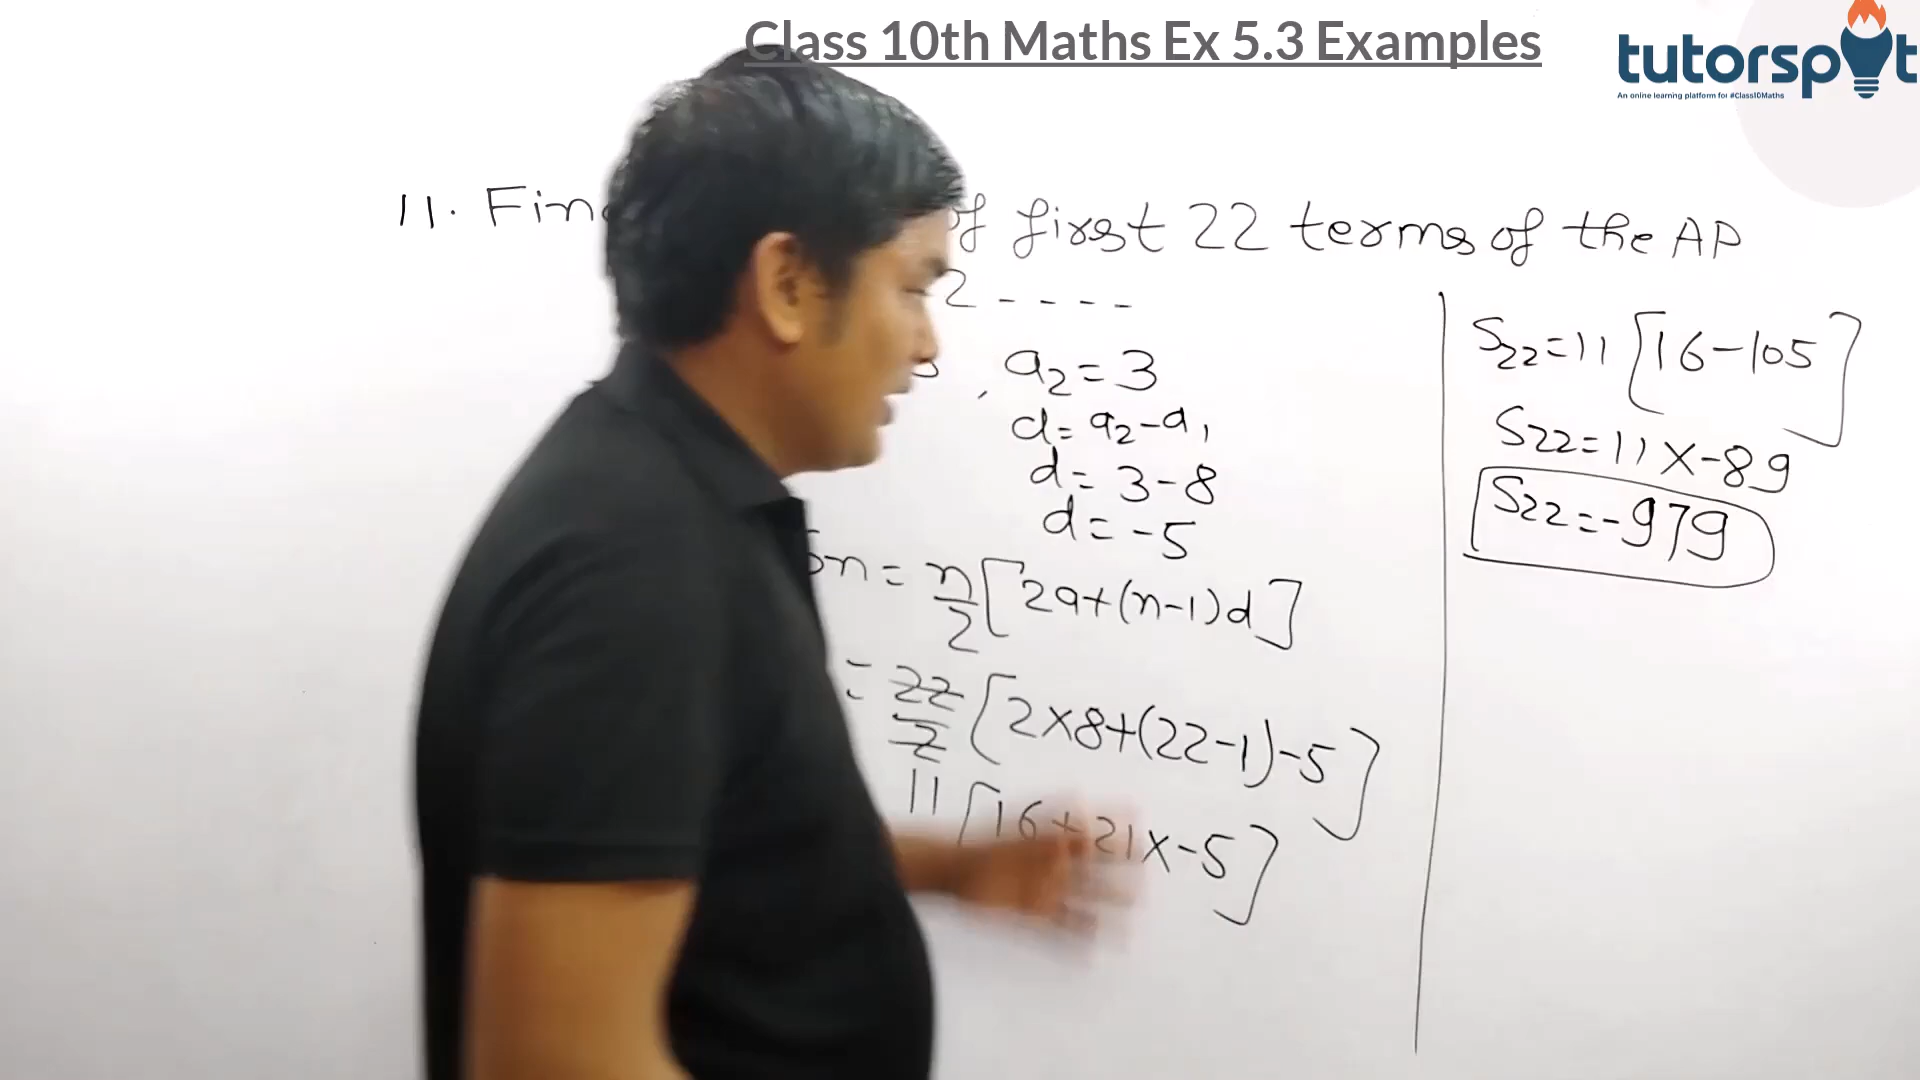 Class 10th Maths Ex 5.3 Examples
tutorspot
An online learning platform for #Class10Maths
11. Fin of first 22 terms of the AP
2 - - - -
, a2 = 3
d = a2 - a1
d = 3 - 8
d = -5
Sn = n/2 [2a + (n-1)d]
= 22/2 [2×8 + (22-1) -5]
11 [16 + 21× -5]
S22 = 11 [16 - 105]
S22 = 11 × -89
S22 = -979